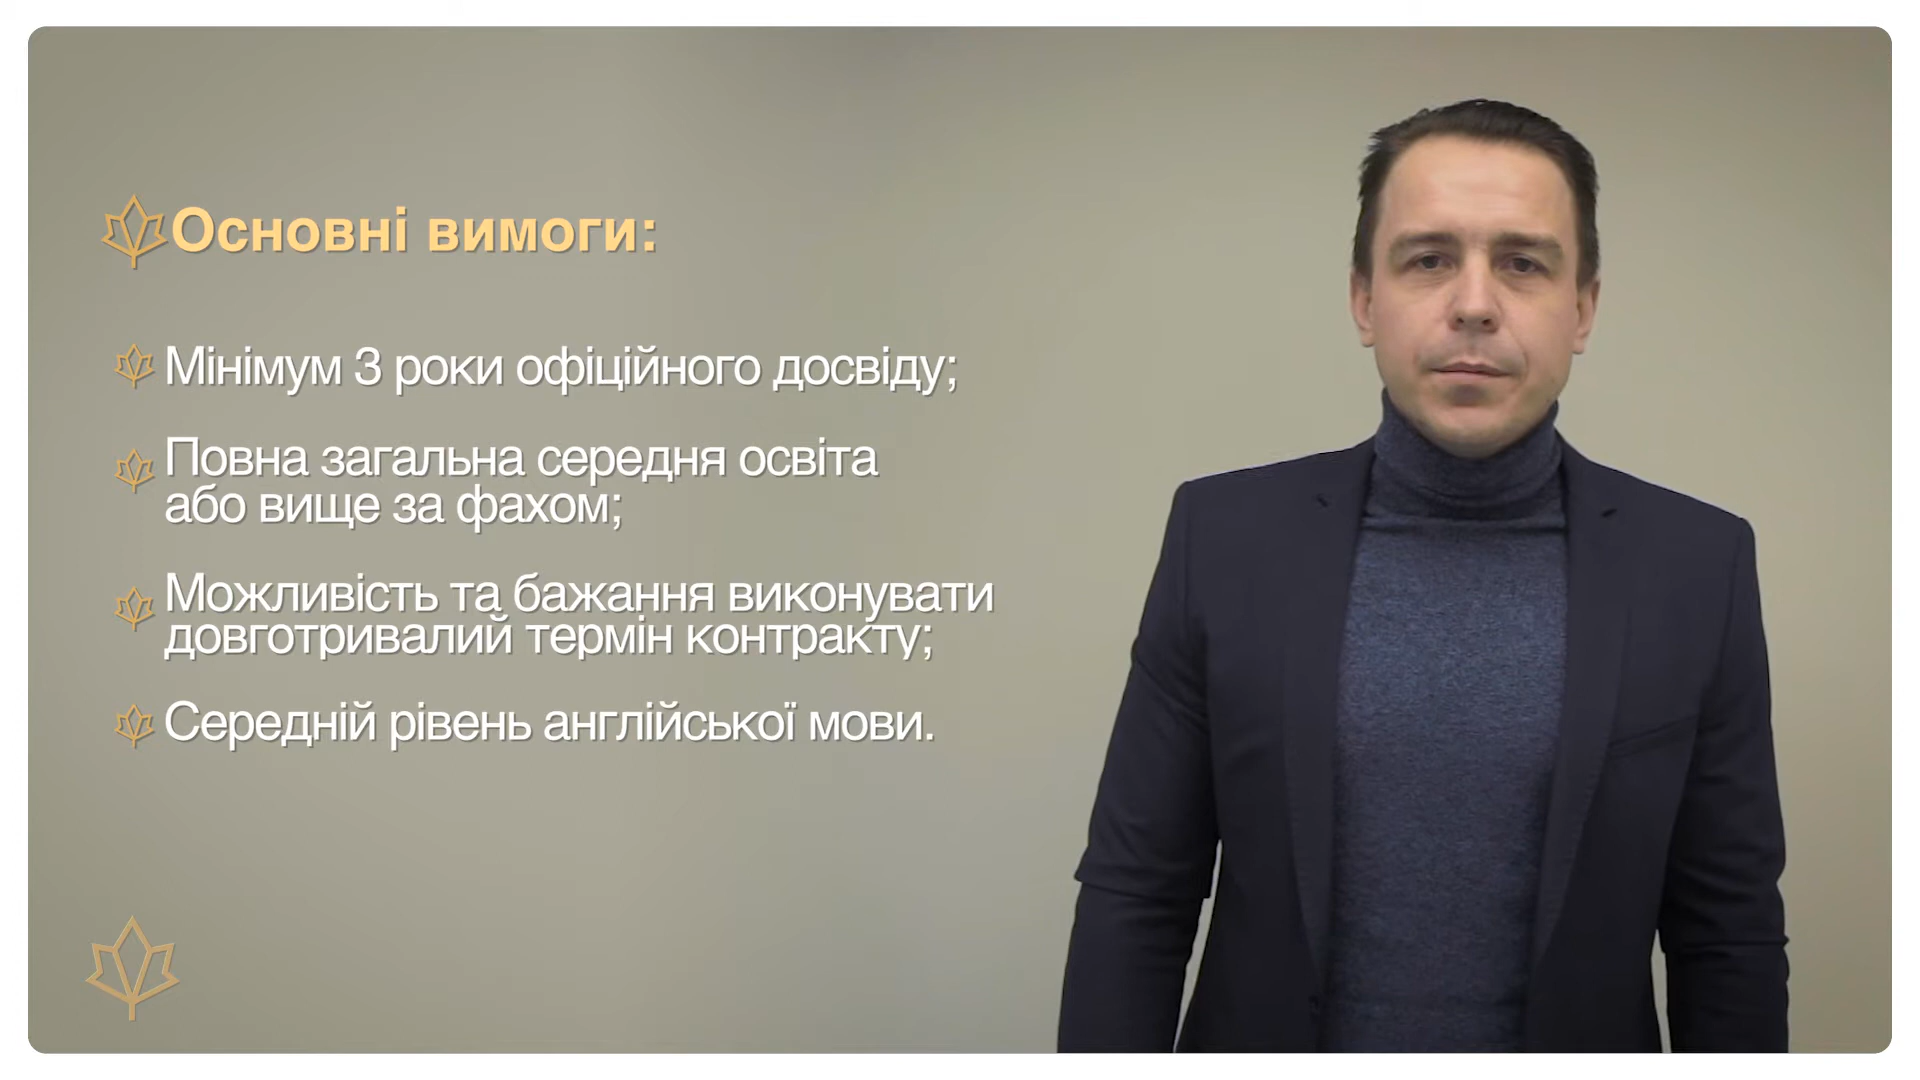 Основні вимоги:
Мінімум 3 роки офіційного досвіду;
Повна загальна середня освіта
або вище за фахом;
Можливість та бажання виконувати
довготривалий термін контракту;
Середній рівень англійської мови.